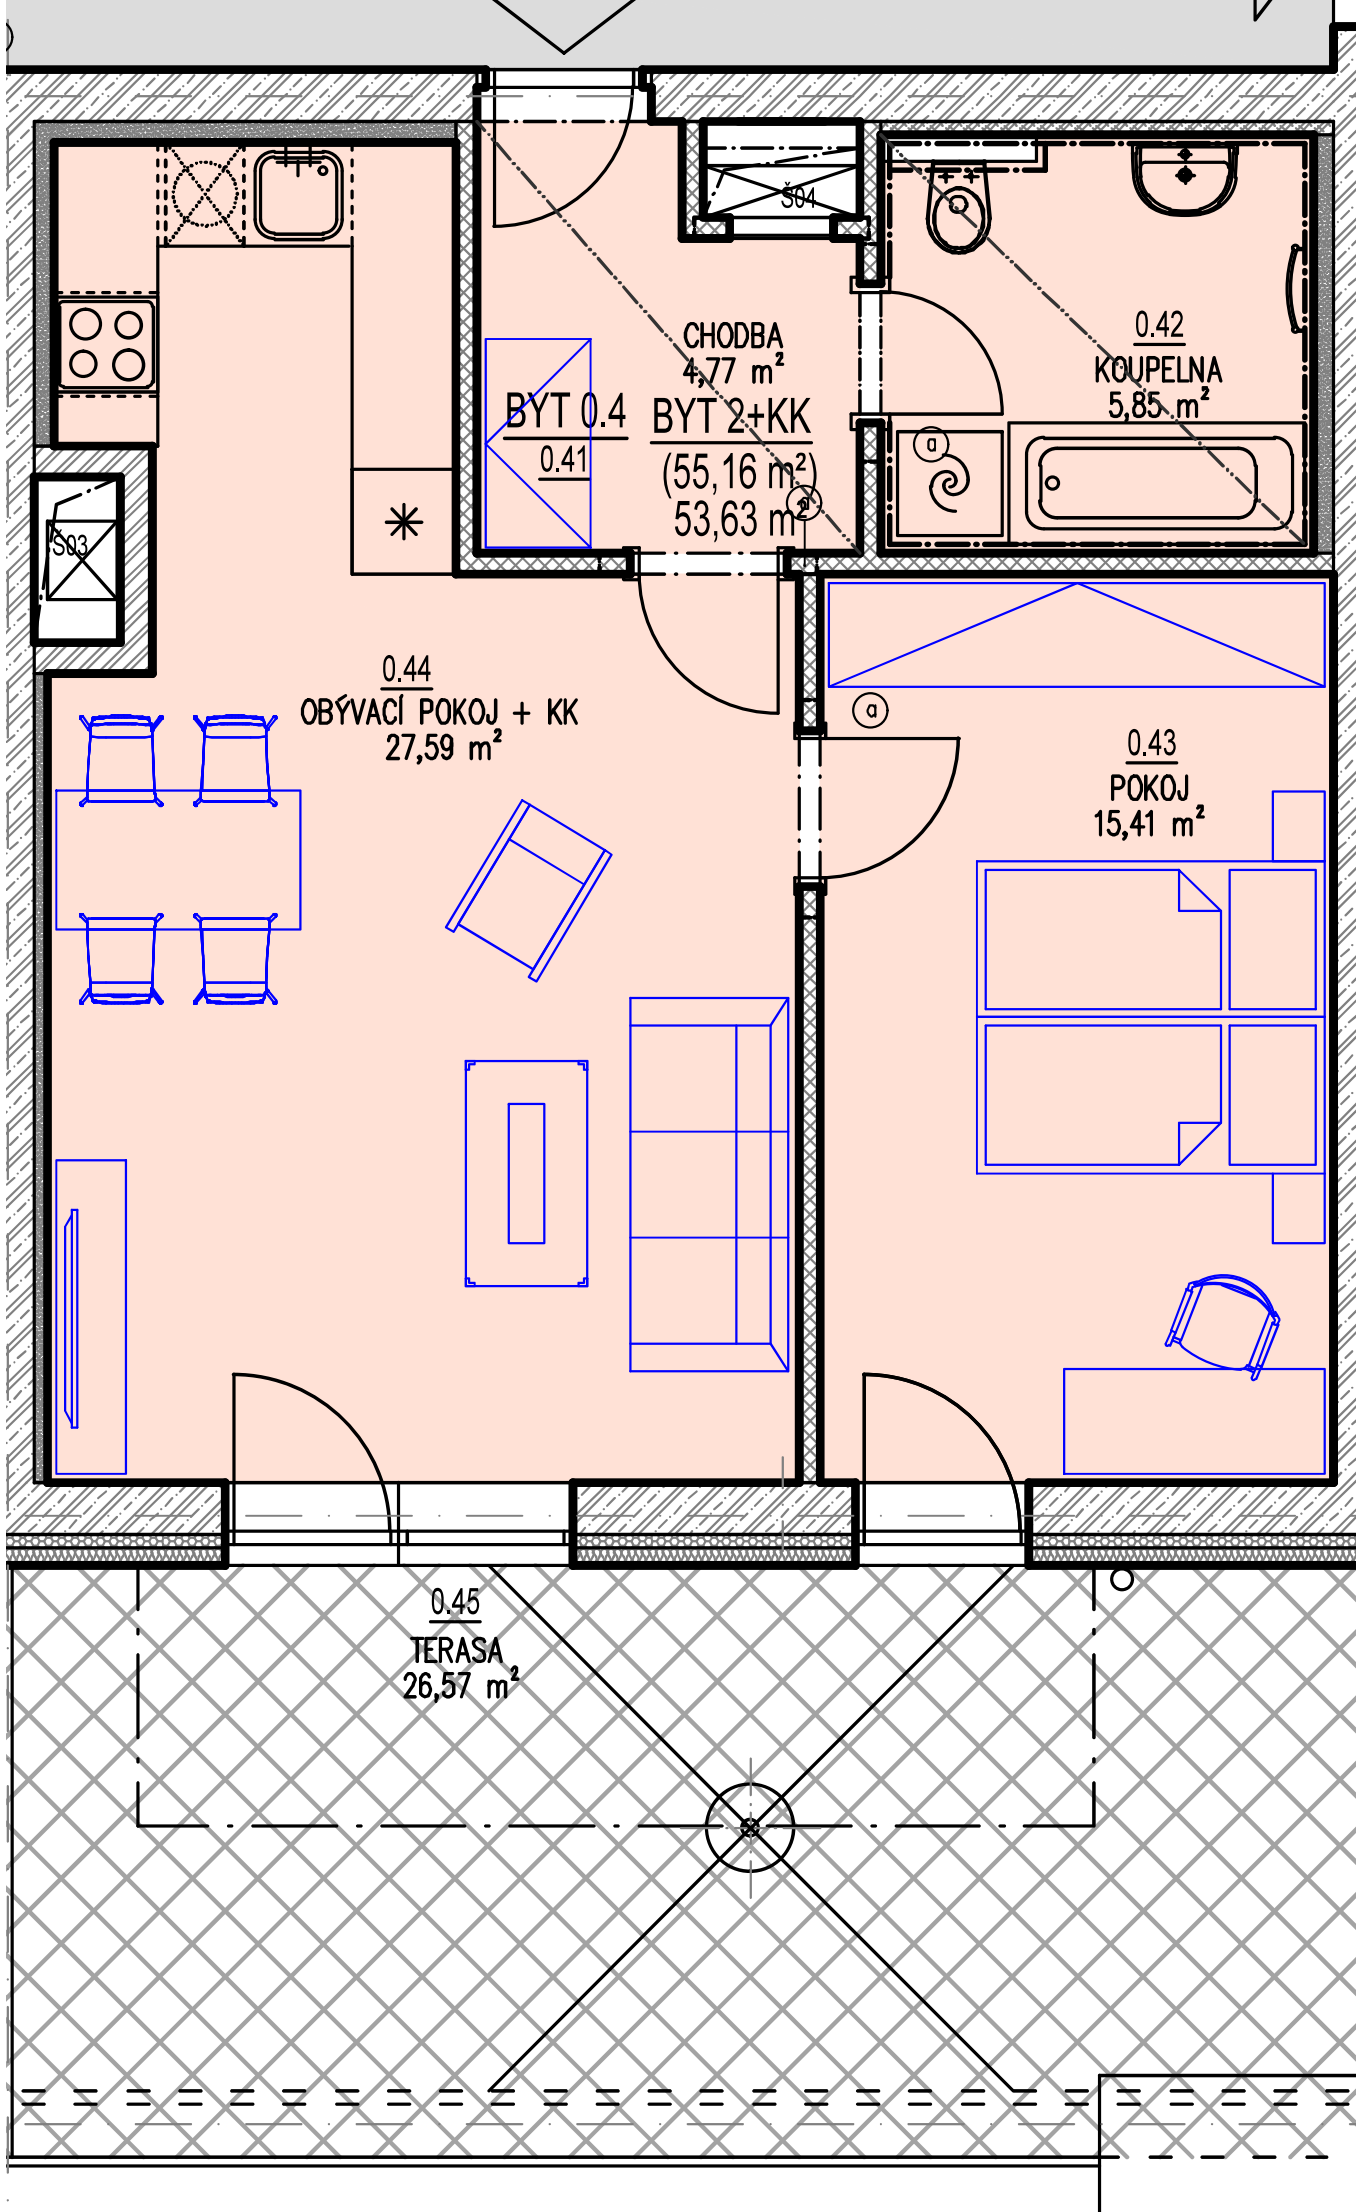 Š04
CHODBA
4,77 m²
BYT 0.4
0.41
BYT 2+KK
(55,16 m²)
53,63 m²
a
0.42
KOUPELNA
5,85 m²
a
Š03
0.44
OBÝVACÍ POKOJ + KK
27,59 m²
a
0.43
POKOJ
15,41 m²
0.45
TERASA
26,57 m²